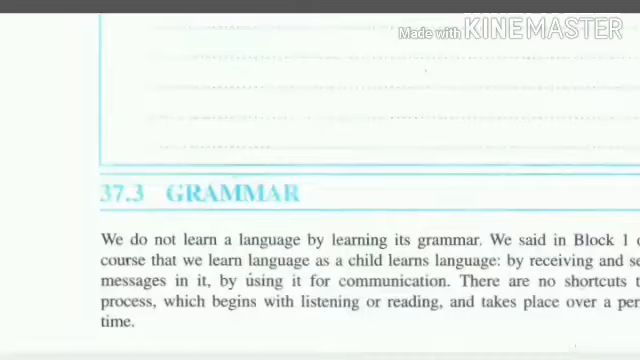 Made with KINEMASTER
37.3 GRAMMAR
We do not learn a language by learning its grammar. We said in Block 1
course that we learn language as a child learns language: by receiving and
messages in it, by using it for communication. There are no shortcuts
process, which begins with listening or reading, and takes place over a
time.